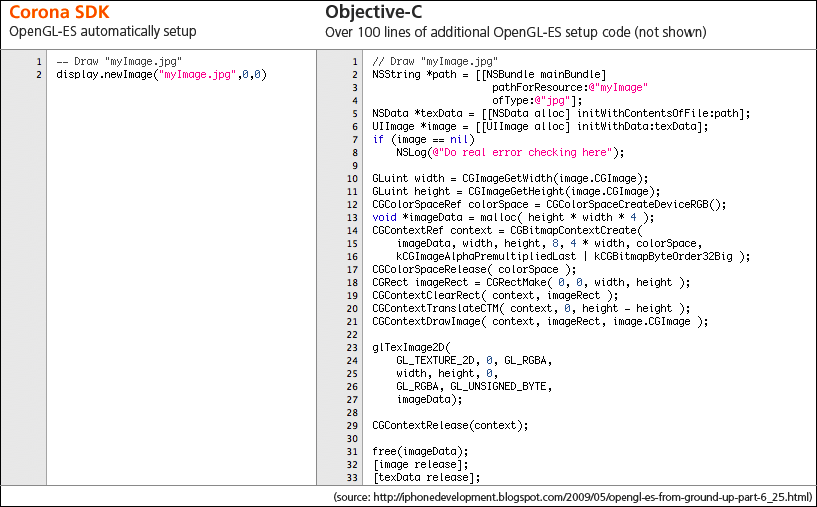 Corona SDK
OpenGL-ES automatically setup
1 -- Draw "myImage.jpg"
2 display.newImage("myImage.jpg",0,0)
Objective-C
Over 100 lines of additional OpenGL-ES setup code (not shown)
1 // Draw "myImage.jpg"
2 NSString *path = [[NSBundle mainBundle]
3 pathForResource:@"myImage"
4 ofType:@"jpg"];
5 NSData *texData = [[NSData alloc] initWithContentsOfFile:path];
6 UIImage *image = [[UIImage alloc] initWithData:texData];
7 if (image == nil)
8 NSLog(@"Do real error checking here");
9
10 GLuint width = CGImageGetWidth(image.CGImage);
11 GLuint height = CGImageGetHeight(image.CGImage);
12 CGColorSpaceRef colorSpace = CGColorSpaceCreateDeviceRGB();
13 void *imageData = malloc( height * width * 4 );
14 CGContextRef context = CGBitmapContextCreate(
15 imageData, width, height, 8, 4 * width, colorSpace,
16 kCGImageAlphaPremultipliedLast | kCGBitmapByteOrder32Big );
17 CGColorSpaceRelease( colorSpace );
18 CGRect imageRect = CGRectMake( 0, 0, width, height );
19 CGContextClearRect( context, imageRect );
20 CGContextTranslateCTM( context, 0, height - height );
21 CGContextDrawImage( context, imageRect, image.CGImage );
22
23 glTexImage2D(
24 GL_TEXTURE_2D, 0, GL_RGBA,
25 width, height, 0,
26 GL_RGBA, GL_UNSIGNED_BYTE,
27 imageData);
28
29 CGContextRelease(context);
30
31 free(imageData);
32 [image release];
33 [texData release];
(source: http://iphonedevelopment.blogspot.com/2009/05/opengl-es-from-ground-up-part-6_25.html)